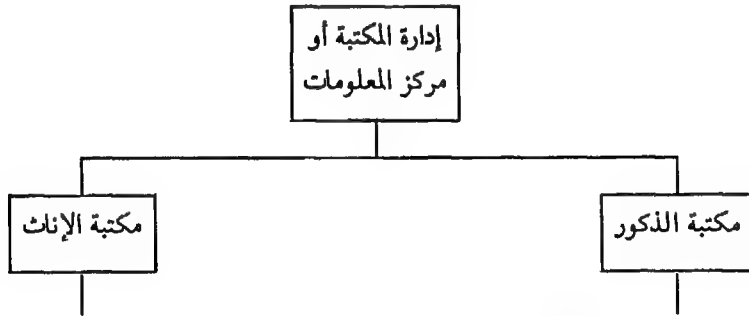 إدارة المكتبة أو
مركز المعلومات
مكتبة الذكور
مكتبة الإناث